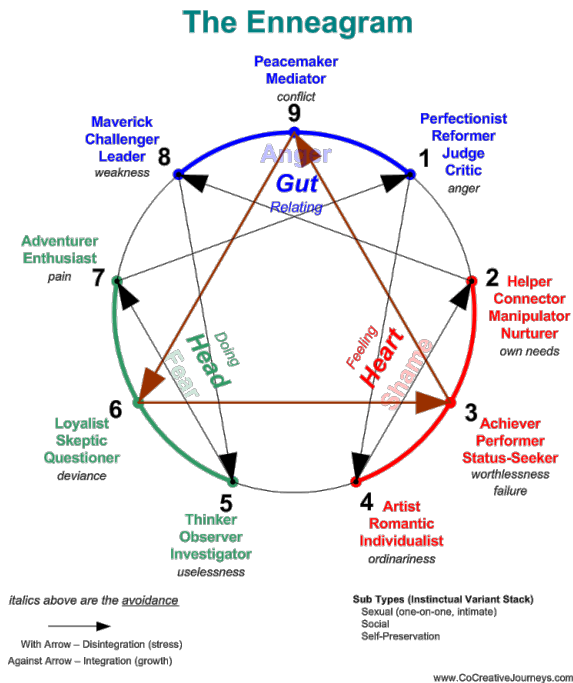 The Enneagram
Peacemaker
Mediator
conflict
9
Maverick
Challenger
Leader
weakness
8
Perfectionist
Reformer
Judge
Critic
anger
1
Anger
Gut
Relating
Adventurer
Enthusiast
pain
7
2
Helper
Connector
Manipulator
Nurturer
own needs
Doing
Head
Fear
Feeling
Heart
Shame
6
Loyalist
Skeptic
Questioner
deviance
3
Achiever
Performer
Status-Seeker
worthlessness
failure
5
Thinker
Observer
Investigator
uselessness
4
Artist
Romantic
Individualist
ordinariness
italics above are the avoidance
With Arrow – Disintegration (stress)
Against Arrow – Integration (growth)
Sub Types (Instinctual Variant Stack)
Sexual (one-on-one, intimate)
Social
Self-Preservation
www.CoCreativeJourneys.com